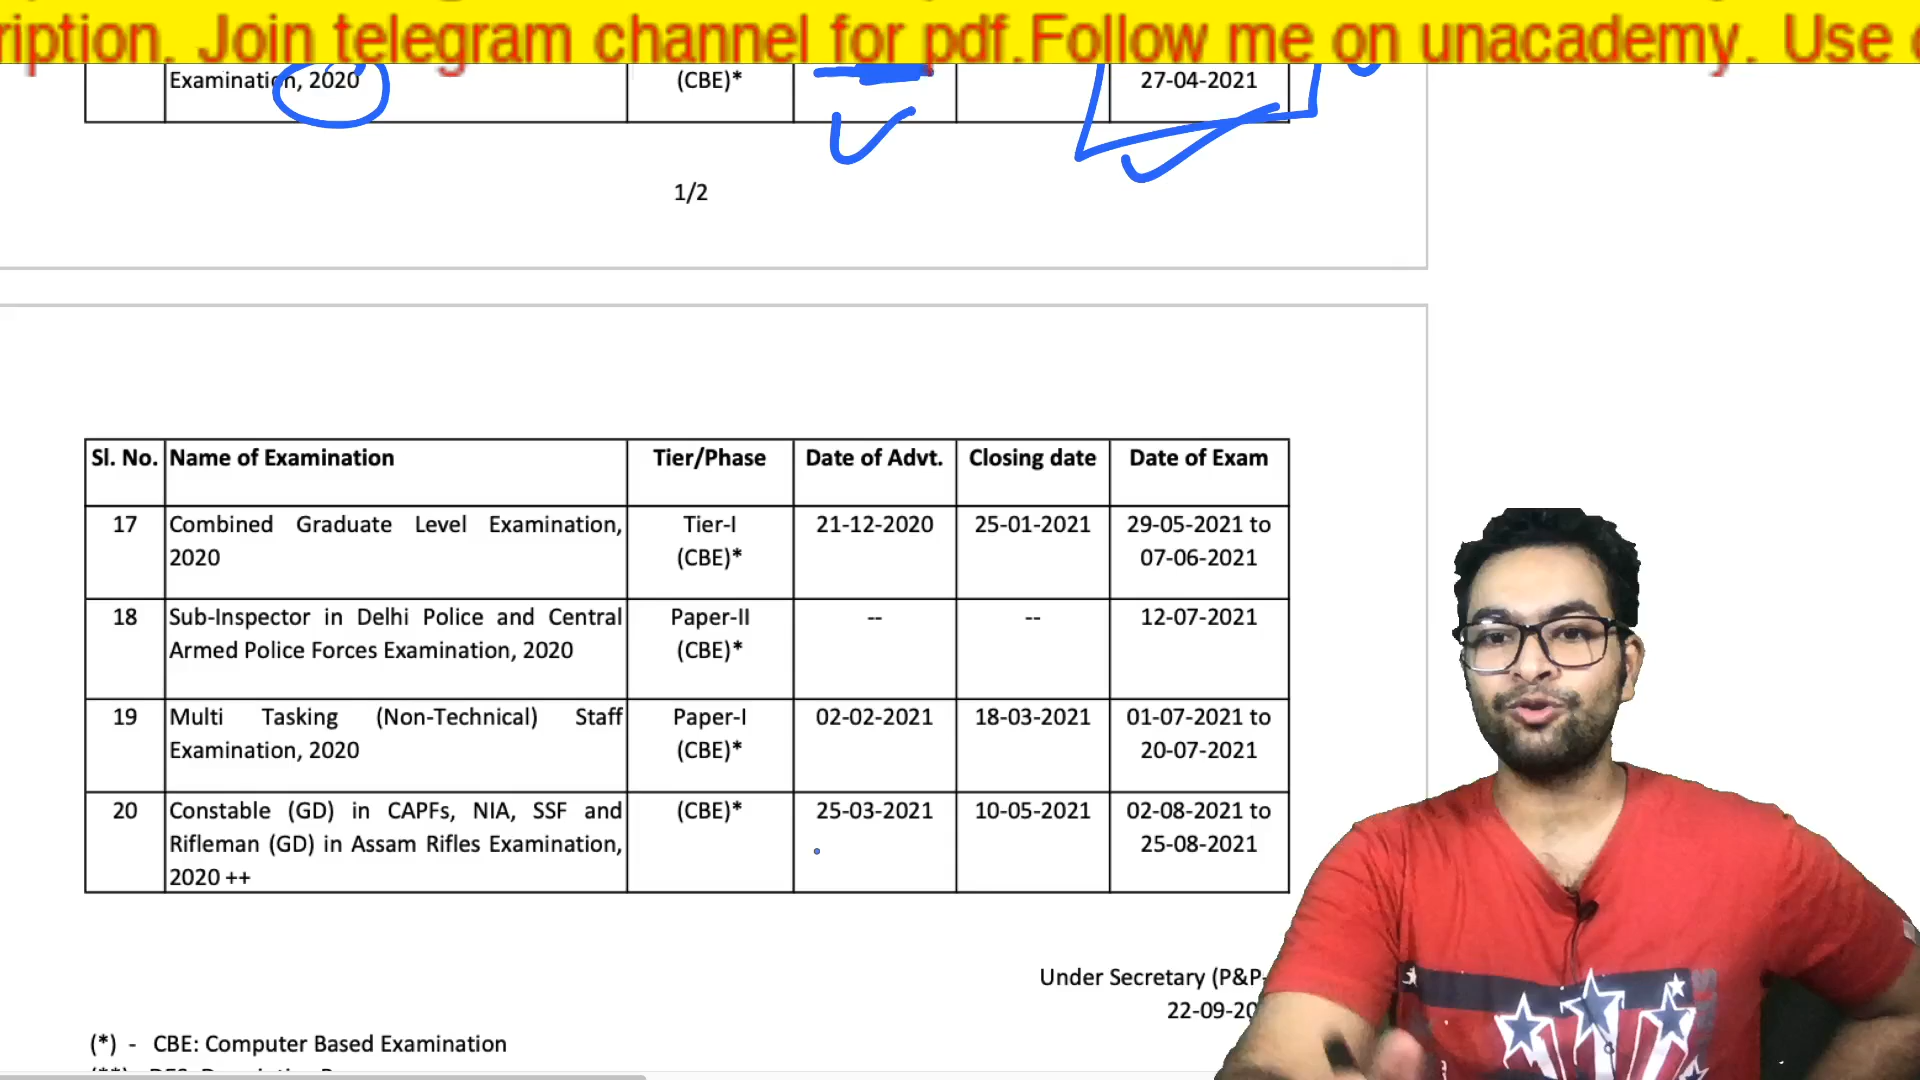 ription. Join telegram channel for pdf.Follow me on unacademy. Use
Examination, 2020 (CBE)* 27-04-2021
1/2
Sl. No. Name of Examination Tier/Phase Date of Advt. Closing date Date of Exam
17 Combined Graduate Level Examination, Tier-I 21-12-2020 25-01-2021 29-05-2021 to
2020 (CBE)* 07-06-2021
18 Sub-Inspector in Delhi Police and Central Paper-II -- -- 12-07-2021
Armed Police Forces Examination, 2020 (CBE)*
19 Multi Tasking (Non-Technical) Staff Paper-I 02-02-2021 18-03-2021 01-07-2021 to
Examination, 2020 (CBE)* 20-07-2021
20 Constable (GD) in CAPFs, NIA, SSF and (CBE)* 25-03-2021 10-05-2021 02-08-2021 to
Rifleman (GD) in Assam Rifles Examination, 25-08-2021
2020 ++
Under Secretary (P&P-
22-09-20
(*) - CBE: Computer Based Examination